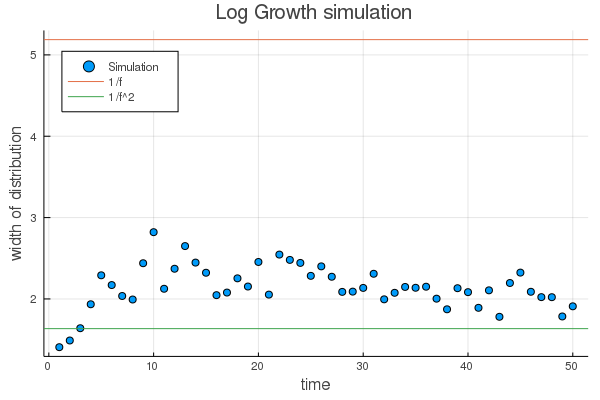 Log Growth simulation
5
4
3
2
width of distribution
Simulation
1/f
1/f^2
0 10 20 30 40 50
time